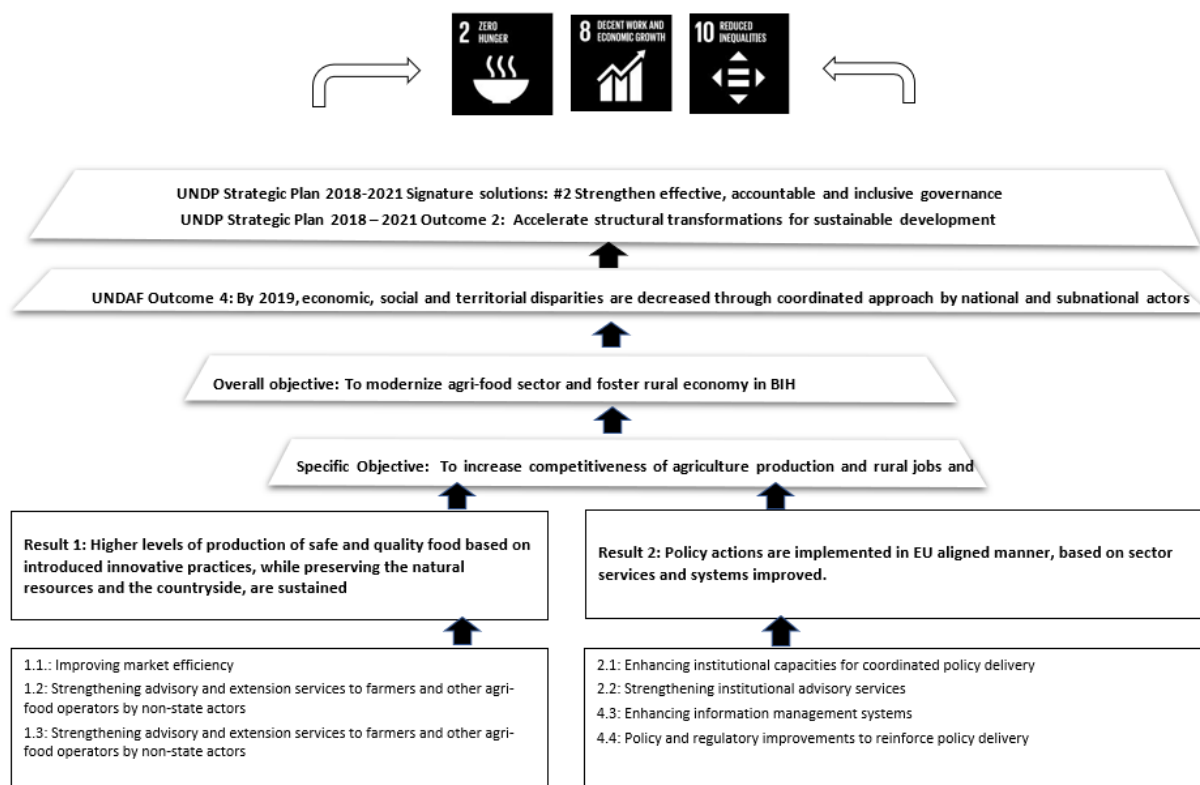 2 ZERO
HUNGER
8 DECENT WORK AND
ECONOMIC GROWTH
10 REDUCED
INEQUALITIES
UNDP Strategic Plan 2018-2021 Signature solutions: #2 Strengthen effective, accountable and inclusive governance
UNDP Strategic Plan 2018 – 2021 Outcome 2: Accelerate structural transformations for sustainable development
UNDAF Outcome 4: By 2019, economic, social and territorial disparities are decreased through coordinated approach by national and subnational actors
Overall objective: To modernize agri-food sector and foster rural economy in BIH
Specific Objective: To increase competitiveness of agriculture production and rural jobs and
Result 1: Higher levels of production of safe and quality food based on
introduced innovative practices, while preserving the natural
resources and the countryside, are sustained
Result 2: Policy actions are implemented in EU aligned manner, based on sector
services and systems improved.
1.1.: Improving market efficiency
1.2: Strengthening advisory and extension services to farmers and other agri-
food operators by non-state actors
1.3: Strengthening advisory and extension services to farmers and other agri-
food operators by non-state actors
2.1: Enhancing institutional capacities for coordinated policy delivery
2.2: Strengthening institutional advisory services
4.3: Enhancing information management systems
4.4: Policy and regulatory improvements to reinforce policy delivery